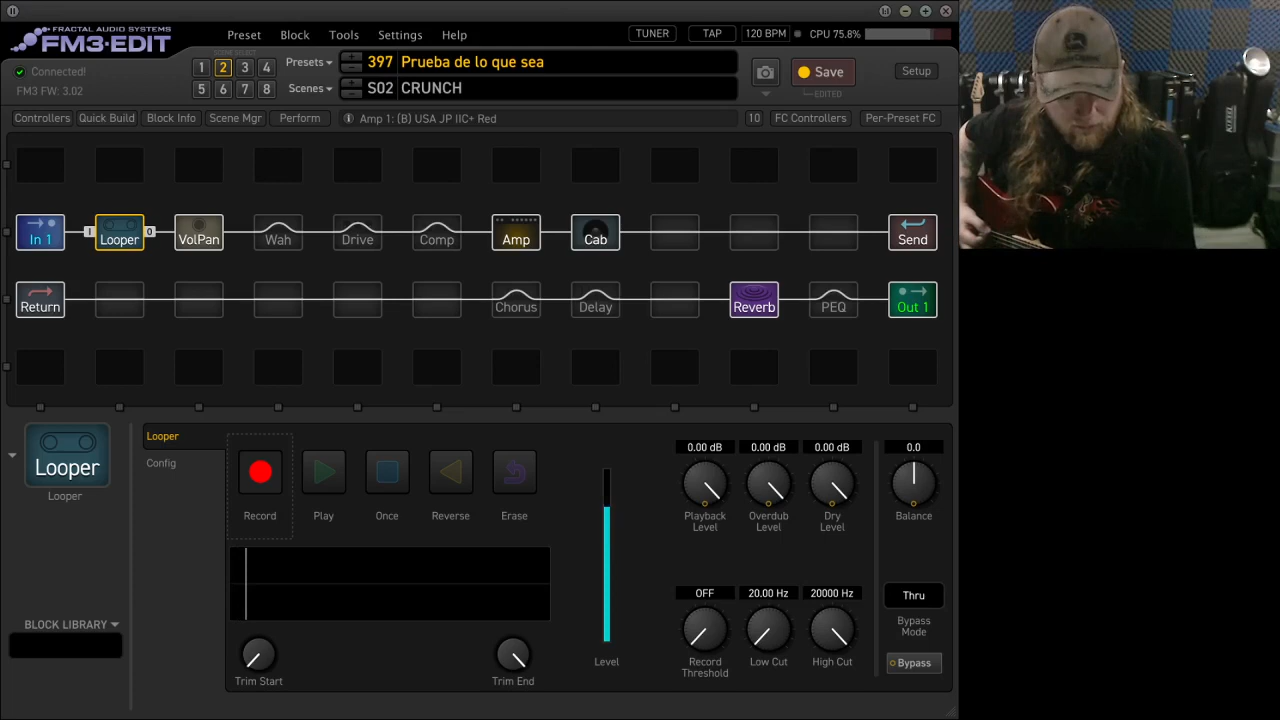 FRACTAL AUDIO SYSTEMS
FM3-EDIT
Preset Block Tools Settings Help
TUNER TAP 120 BPM CPU 75.8%
Connected!
FM3 FW: 3.02
SCENE SELECT
1 2 3 4
5 6 7 8
Presets
397 Prueba de lo que sea
Scenes
S02 CRUNCH
Save
EDITED
Setup
Controllers Quick Build Block Info Scene Mgr Perform Amp 1: (B) USA JP IIC+ Red 10 FC Controllers Per-Preset FC
In 1 I Looper O VolPan Wah Drive Comp Amp Cab Send
Return Chorus Delay Reverb PEQ Out 1
Looper
Looper
BLOCK LIBRARY
Looper
Config
Record Play Once Reverse Erase
Trim Start Trim End
Level
0.00 dB 0.00 dB 0.00 dB 0.0
Playback Level Overdub Level Dry Level Balance
OFF 20.00 Hz 20000 Hz Thru
Record Threshold Low Cut High Cut Bypass Mode
Bypass